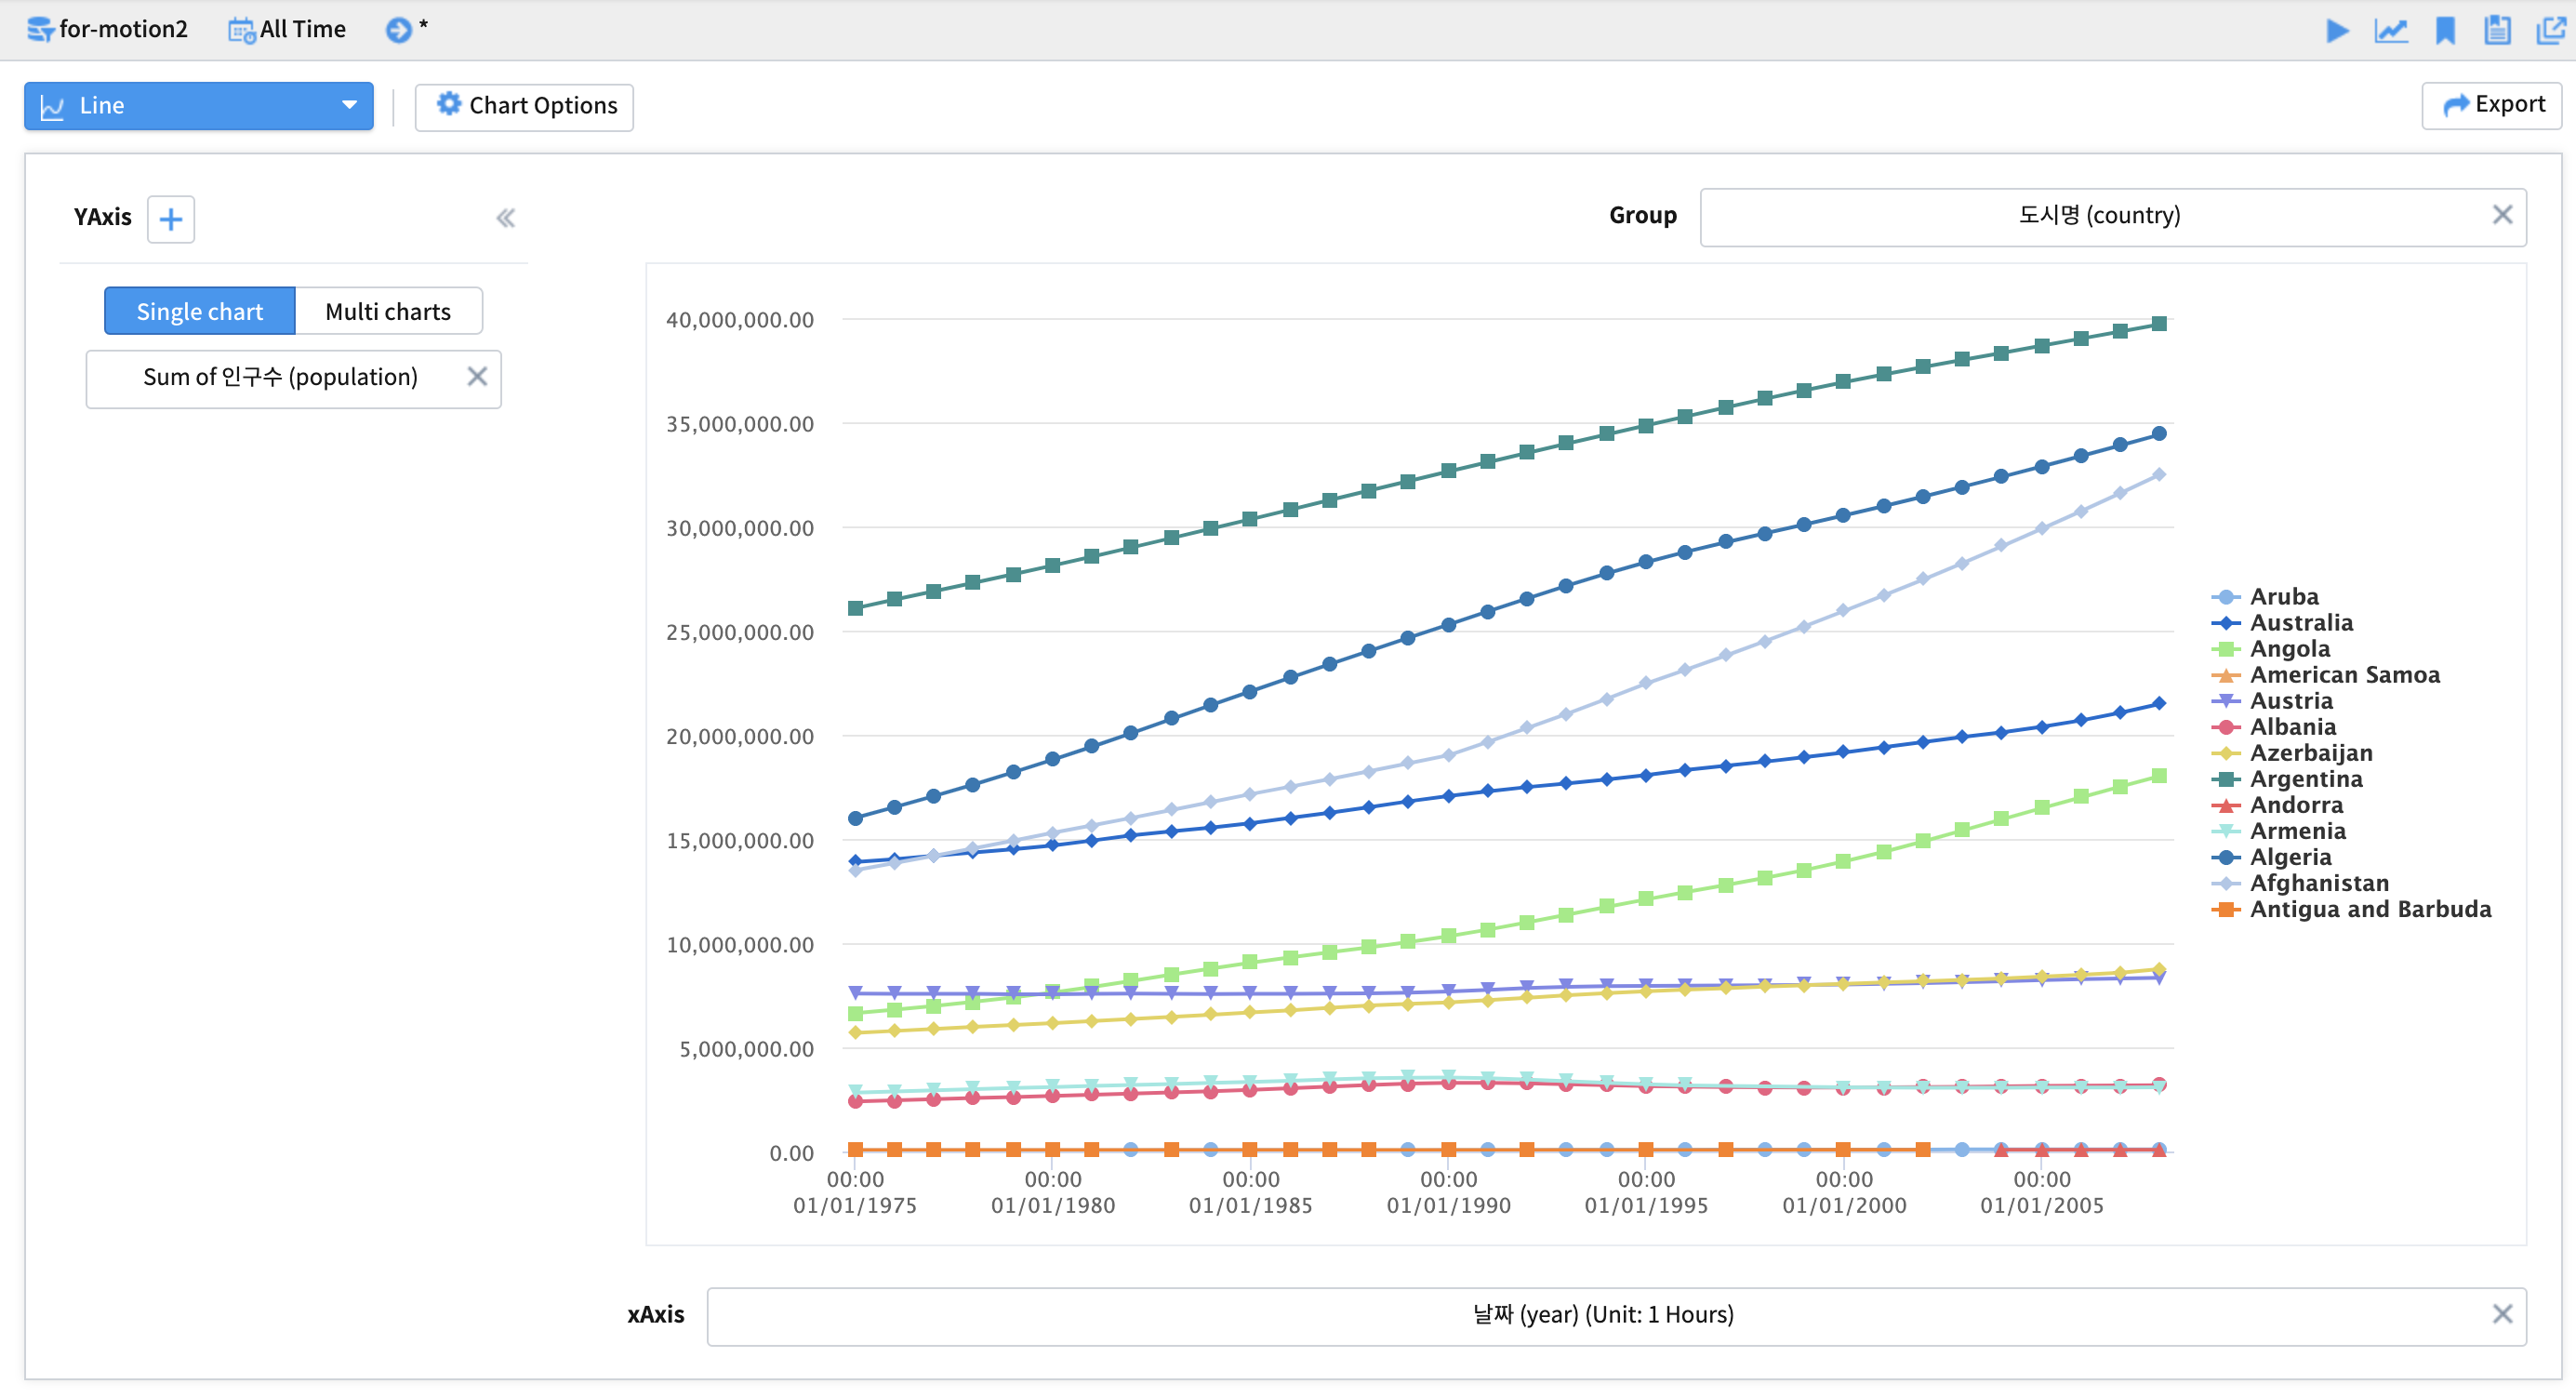 for-motion2 All Time *
Line Chart Options Export
YAxis
Group 도시명 (country)
Single chart Multi charts
Sum of 인구수 (population)
40,000,000.00
35,000,000.00
30,000,000.00
25,000,000.00
20,000,000.00
15,000,000.00
10,000,000.00
5,000,000.00
0.00
00:00 00:00 00:00 00:00 00:00 00:00 00:00
01/01/1975 01/01/1980 01/01/1985 01/01/1990 01/01/1995 01/01/2000 01/01/2005
Aruba
Australia
Angola
American Samoa
Austria
Albania
Azerbaijan
Argentina
Andorra
Armenia
Algeria
Afghanistan
Antigua and Barbuda
xAxis 날짜 (year) (Unit: 1 Hours)